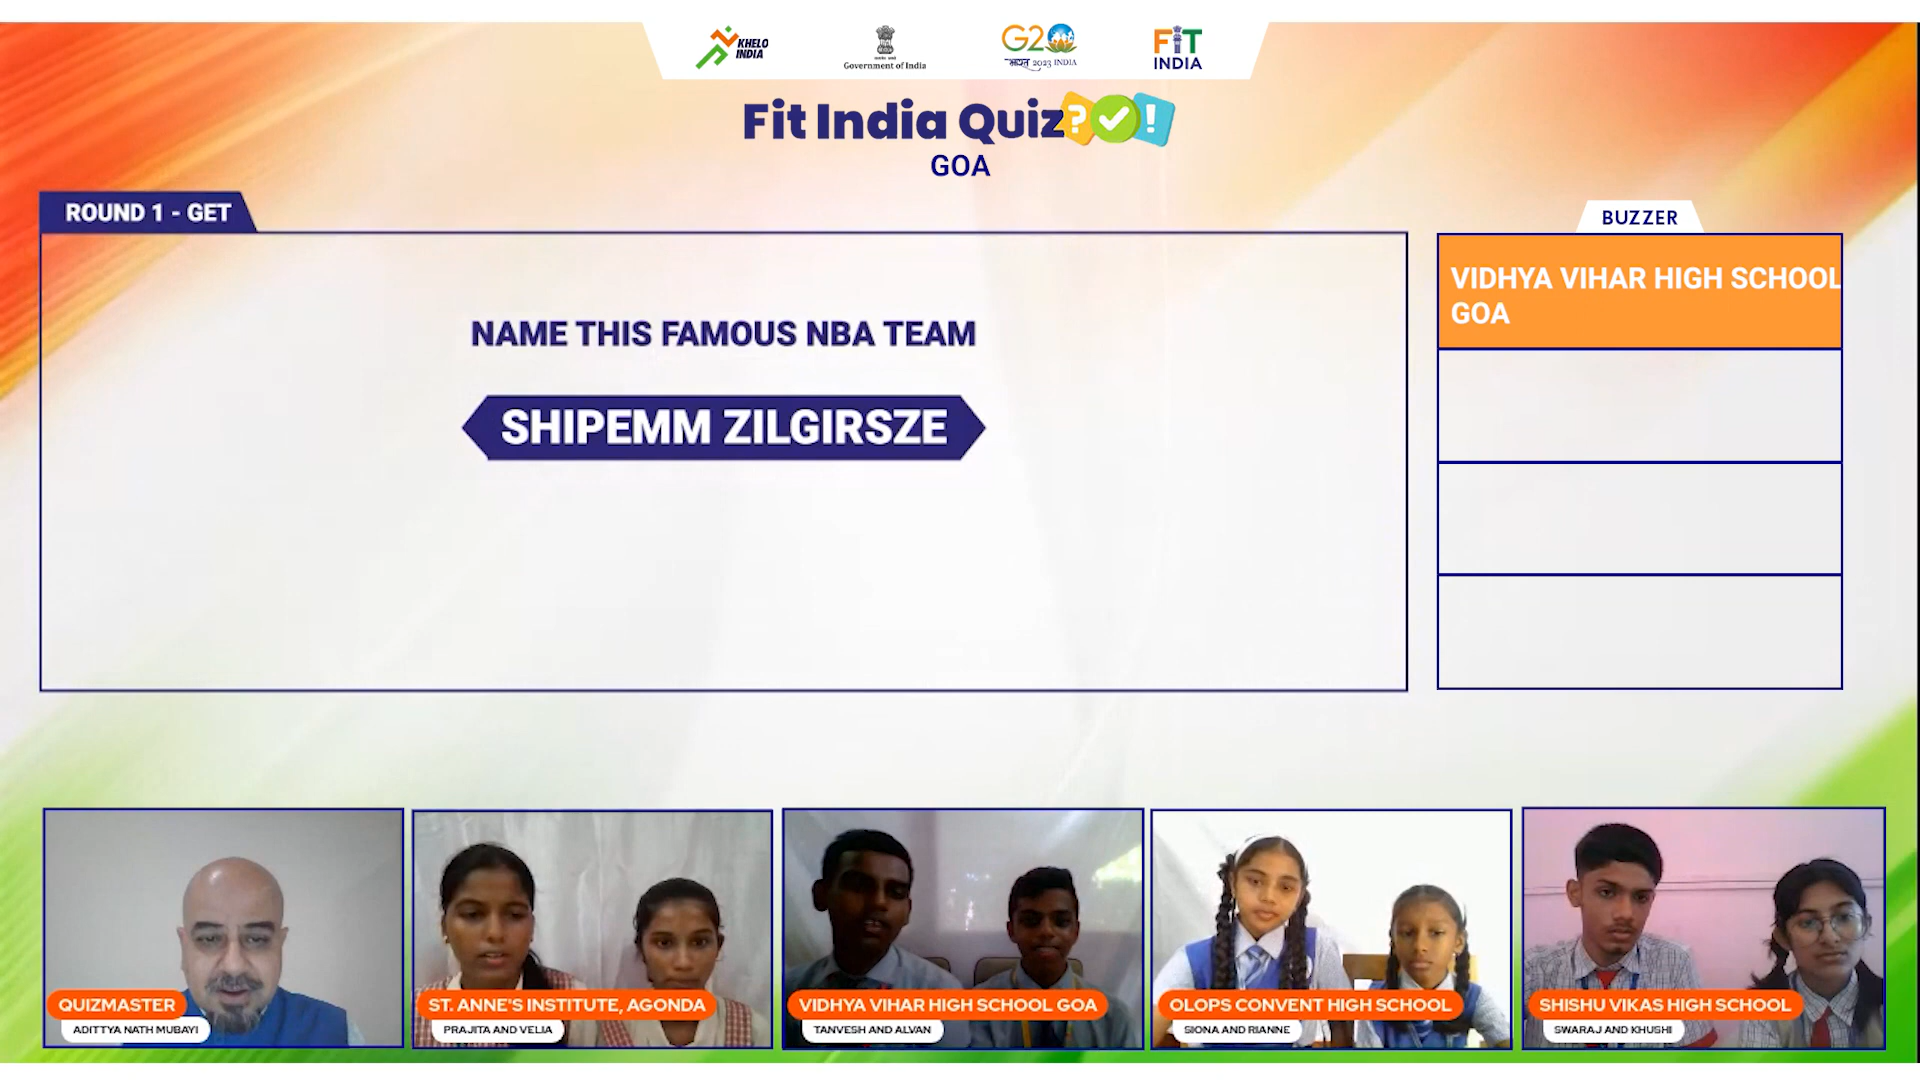 KHELO
INDIA
Government of India
G20
भारत 2023 INDIA
FIT
INDIA
Fit India Quiz?!
GOA
ROUND 1 - GET
NAME THIS FAMOUS NBA TEAM
SHIPEMM ZILGIRSZE
BUZZER
VIDHYA VIHAR HIGH SCHOOL
GOA
QUIZMASTER
ADITTYA NATH MUBAYI
ST. ANNE'S INSTITUTE, AGONDA
PRAJITA AND VELIA
VIDHYA VIHAR HIGH SCHOOL GOA
TANVESH AND ALVAN
OLOPS CONVENT HIGH SCHOOL
SIONA AND RIANNE
SHISHU VIKAS HIGH SCHOOL
SWARAJ AND KHUSHI